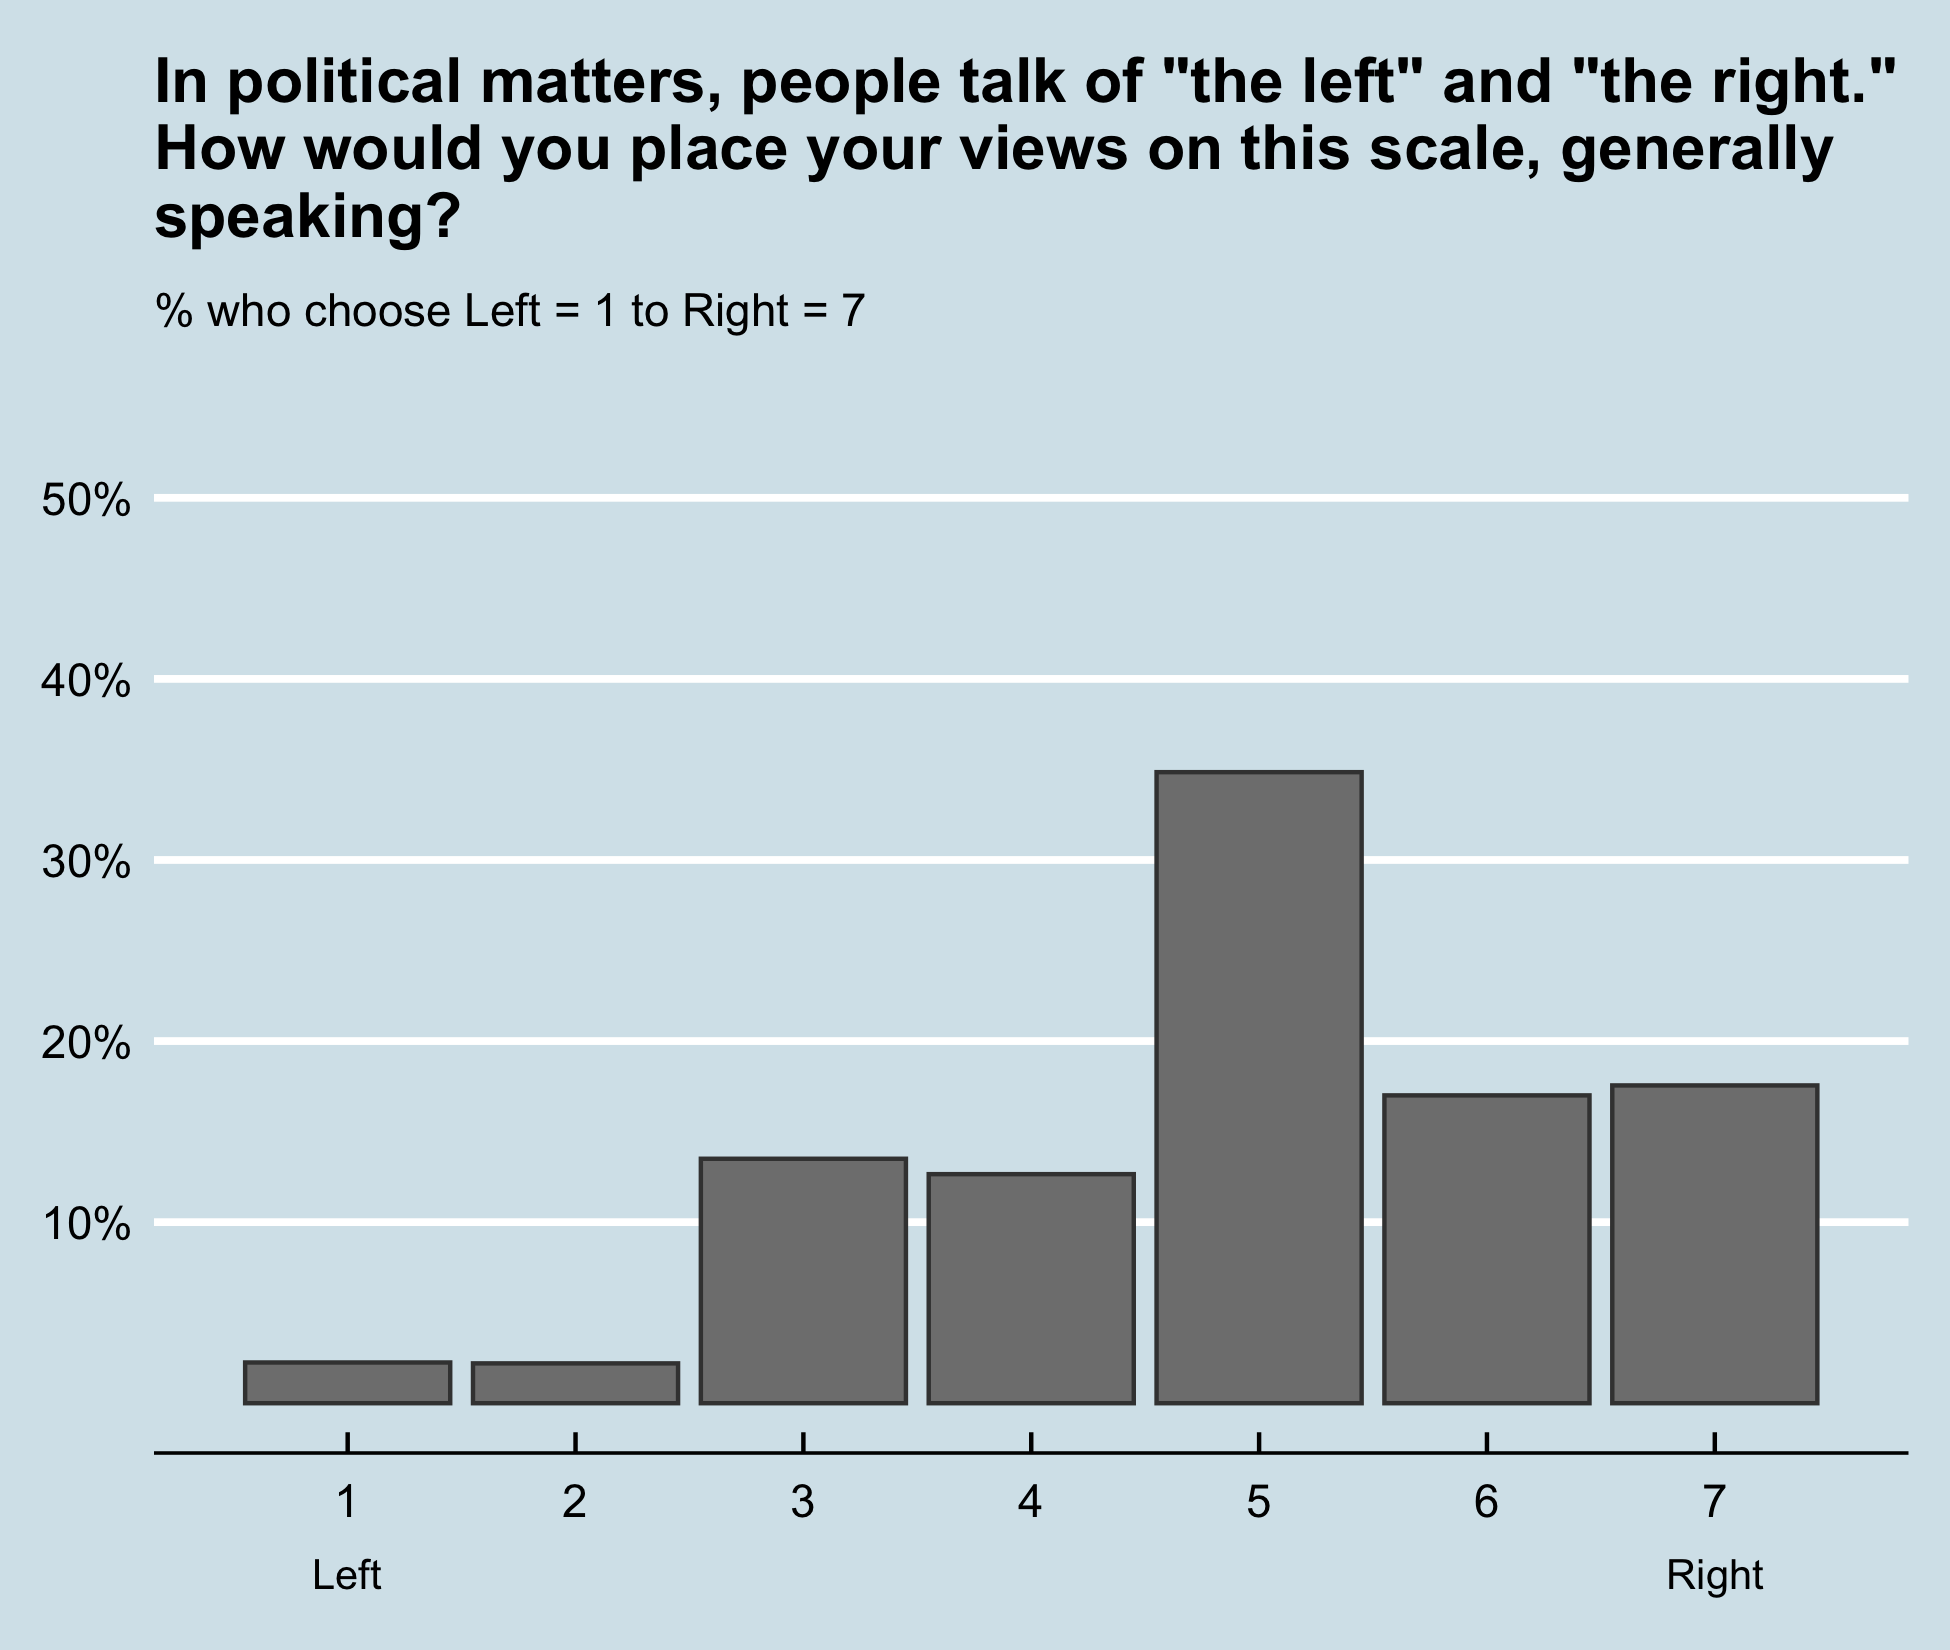 In political matters, people talk of "the left" and "the right."
How would you place your views on this scale, generally
speaking?
% who choose Left = 1 to Right = 7
50%
40%
30%
20%
10%
1 2 3 4 5 6 7
Left Right